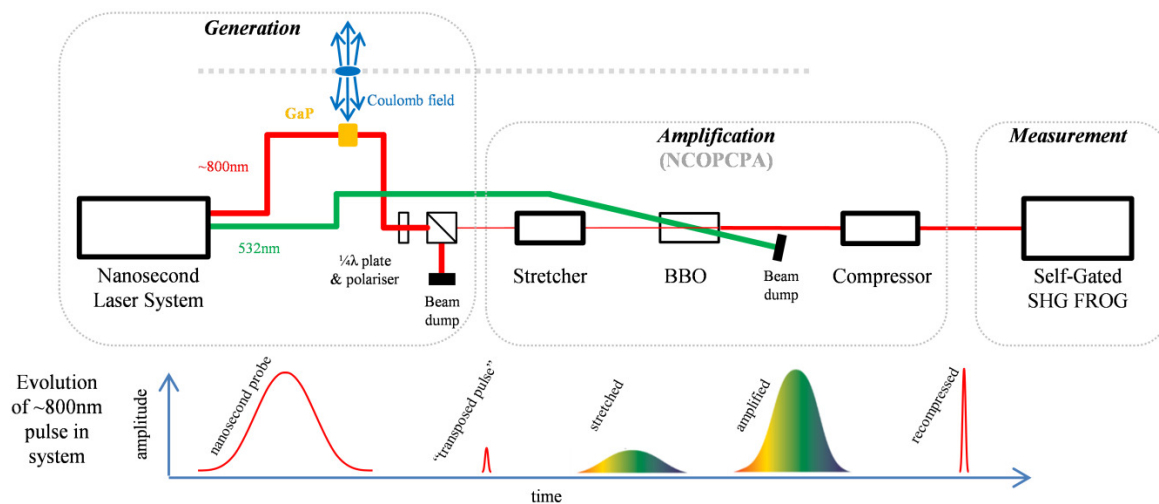 Generation
Coulomb field
GaP
~800nm
532nm
Nanosecond
Laser System
¼λ plate
& polariser
Beam
dump
Amplification
(NCOPCPA)
Stretcher
BBO
Beam
dump
Compressor
Measurement
Self-Gated
SHG FROG
Evolution
of ~800nm
pulse in
system
amplitude
nanosecond probe
“transposed pulse”
stretched
amplified
recompressed
time